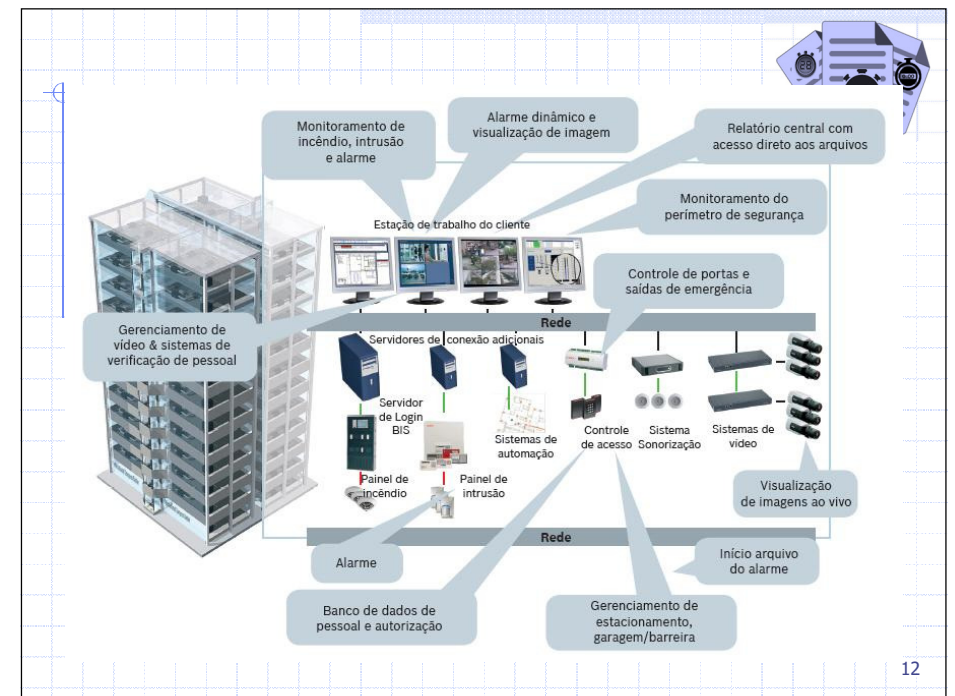 Monitoramento de
incêndio, intrusão
e alarme
Alarme dinâmico e
visualização de imagem
Relatório central com
acesso direto aos arquivos
Monitoramento do
perímetro de segurança
Estação de trabalho do cliente
Controle de portas e
saídas de emergência
Gerenciamento de
vídeo & sistemas de
verificação de pessoal
Rede
Servidores de conexão adicionais
Servidor
de Login
BIS
Sistemas de
automação
Controle
de acesso
Sistema
Sonorização
Sistemas de
vídeo
Painel de
incêndio
Painel de
intrusão
Visualização
de imagens ao vivo
Rede
Alarme
Início arquivo
do alarme
Banco de dados de
pessoal e autorização
Gerenciamento de
estacionamento,
garagem/barreira
12